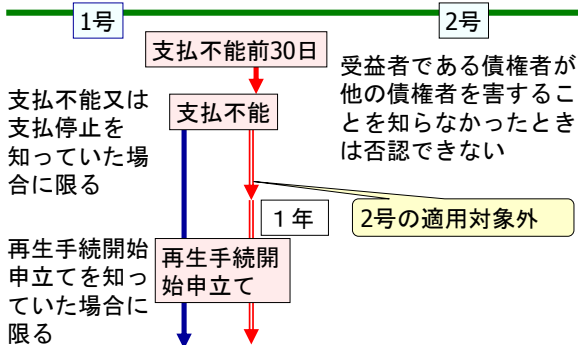 1号
2号
支払不能前30日
受益者である債権者が
他の債権者を害するこ
とを知らなかったとき
は否認できない
支払不能又は
支払停止を
知っていた場
合に限る
支払不能
1年
2号の適用対象外
再生手続開始
申立てを知っ
ていた場合に
限る
再生手続開
始申立て